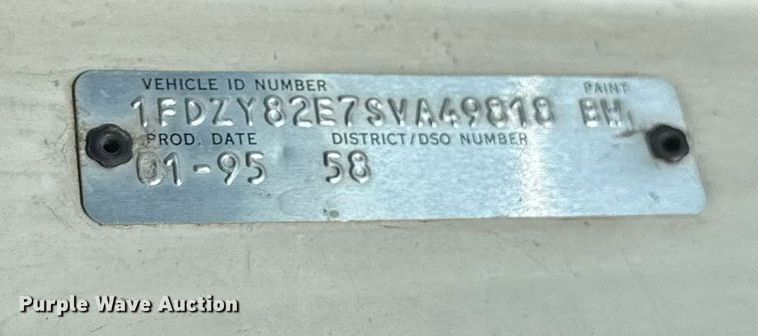 VEHICLE ID NUMBER PAINT
1FDZY82E7SVA49818 BM
PROD. DATE DISTRICT/DSO NUMBER
01-95 58
Purple Wave Auction